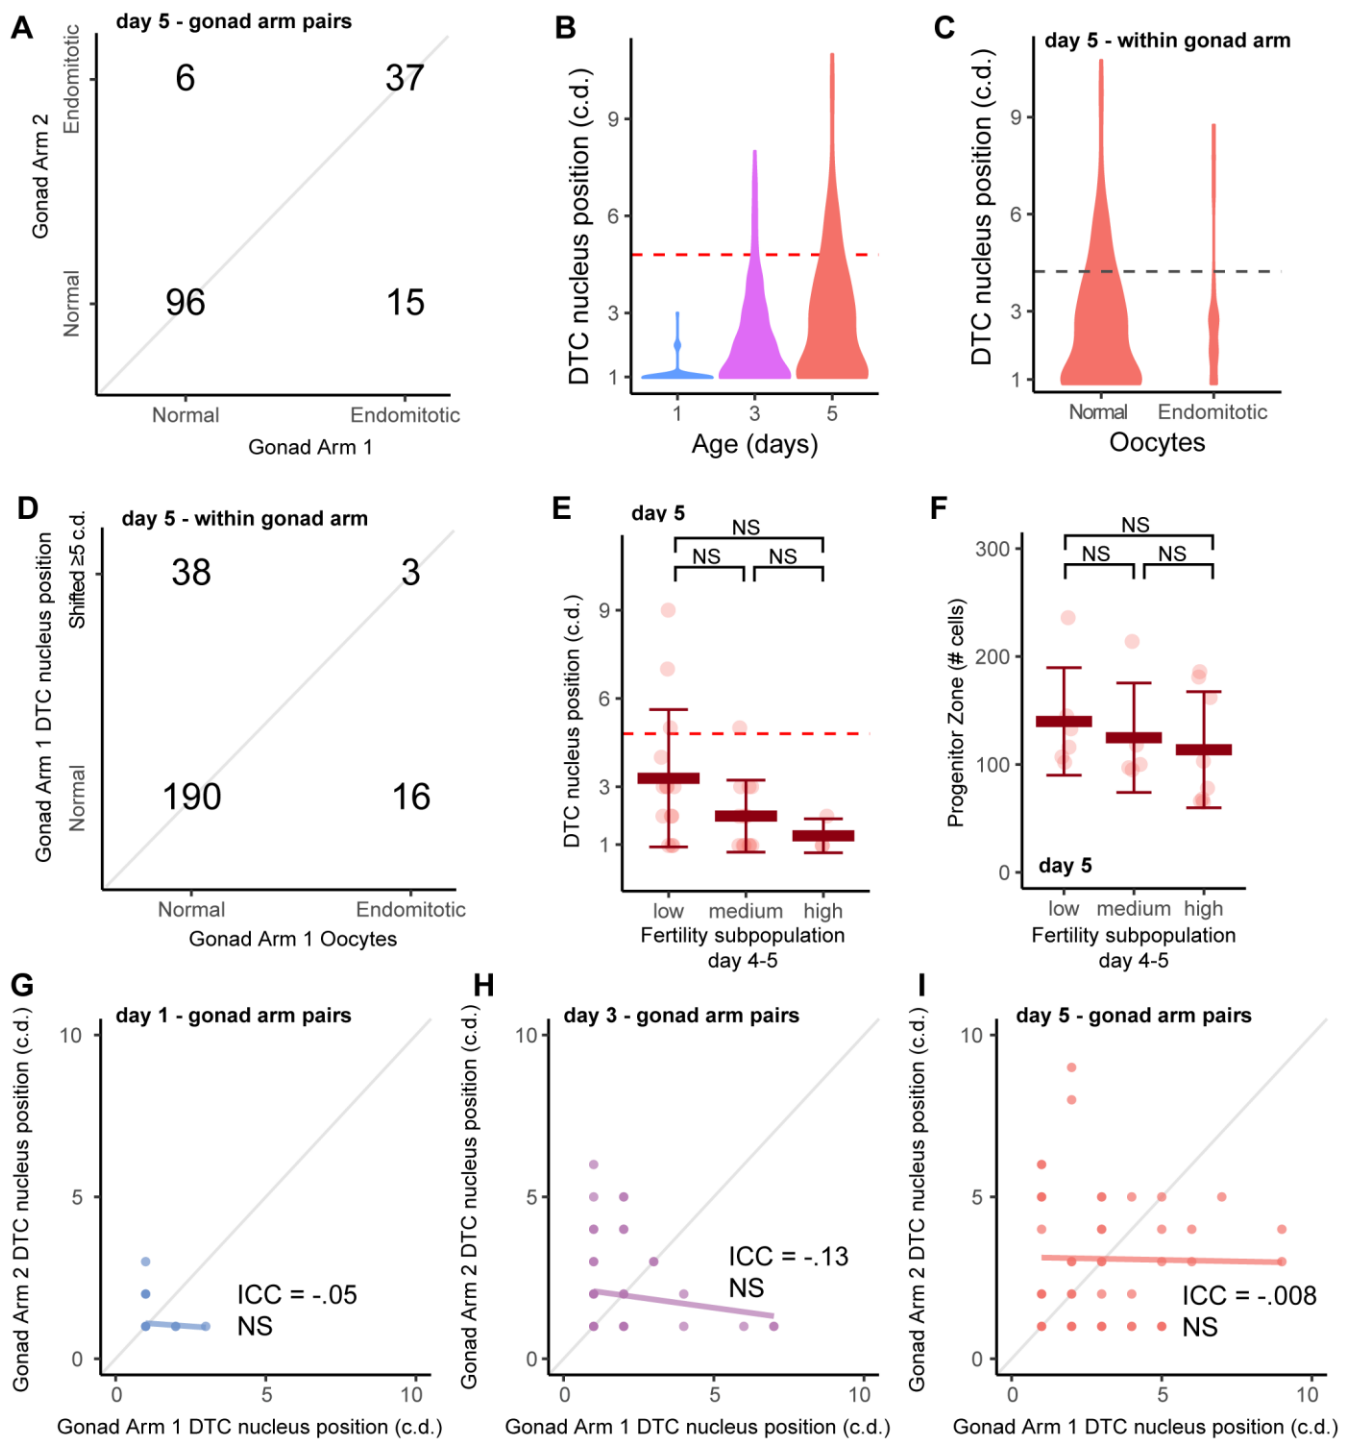 A
day 5 - gonad arm pairs
Gonad Arm 2
Endomitotic
Normal
6
37
96
15
Normal
Endomitotic
Gonad Arm 1
B
DTC nucleus position (c.d.)
9
6
3
1
1
3
5
Age (days)
C
day 5 - within gonad arm
DTC nucleus position (c.d.)
9
6
3
1
Normal
Endomitotic
Oocytes
D
day 5 - within gonad arm
Gonad Arm 1 DTC nucleus position
Shifted ≥5 c.d.
Normal
38
3
190
16
Normal
Endomitotic
Gonad Arm 1 Oocytes
E
day 5
NS
NS
NS
DTC nucleus position (c.d.)
9
6
3
1
low
medium
high
Fertility subpopulation
day 4-5
F
NS
NS
NS
Progenitor Zone (# cells)
300
200
100
0
day 5
low
medium
high
Fertility subpopulation
day 4-5
G
day 1 - gonad arm pairs
Gonad Arm 2 DTC nucleus position (c.d.)
10
5
0
ICC = -.05
NS
0
5
10
Gonad Arm 1 DTC nucleus position (c.d.)
H
day 3 - gonad arm pairs
Gonad Arm 2 DTC nucleus position (c.d.)
10
5
0
ICC = -.13
NS
0
5
10
Gonad Arm 1 DTC nucleus position (c.d.)
I
day 5 - gonad arm pairs
Gonad Arm 2 DTC nucleus position (c.d.)
10
5
0
ICC = -.008
NS
0
5
10
Gonad Arm 1 DTC nucleus position (c.d.)